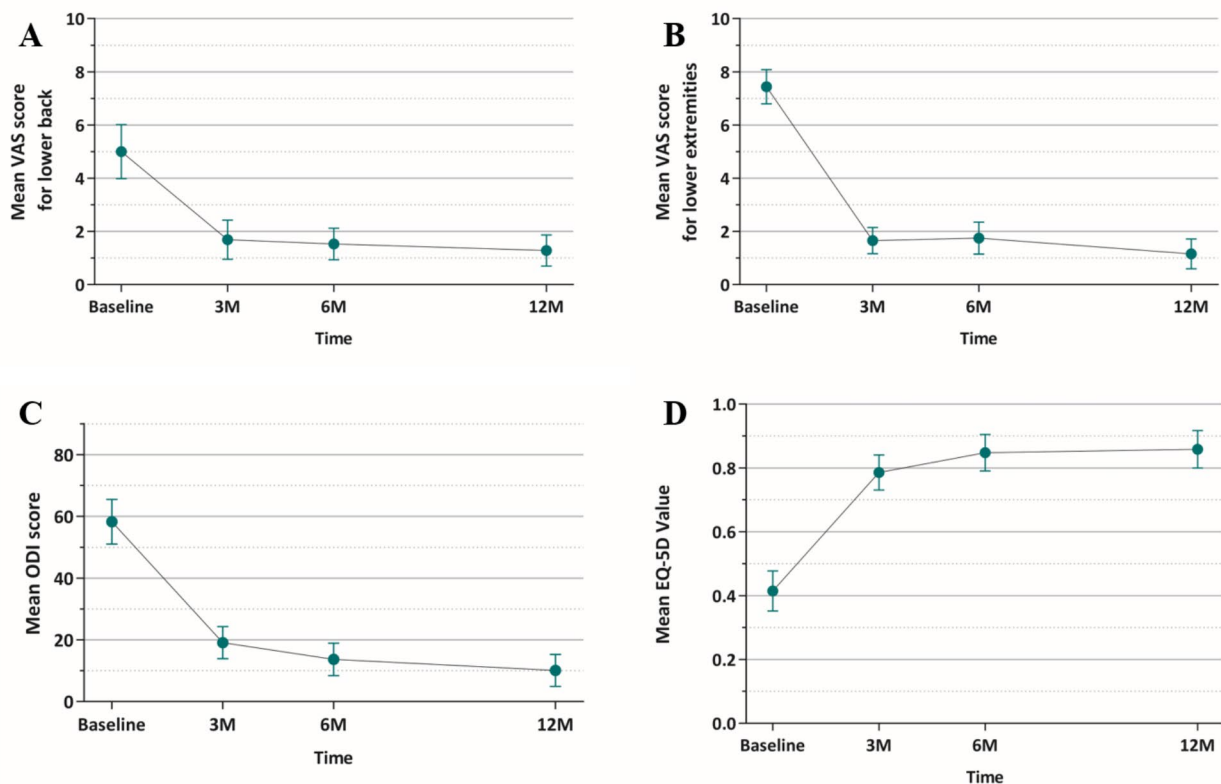 A
Mean VAS score
for lower back
10
8
6
4
2
0
Baseline 3M 6M 12M
Time
B
Mean VAS score
for lower extremities
10
8
6
4
2
0
Baseline 3M 6M 12M
Time
C
Mean ODI score
80
60
40
20
0
Baseline 3M 6M 12M
Time
D
Mean EQ-5D Value
1.0
0.8
0.6
0.4
0.2
0.0
Baseline 3M 6M 12M
Time